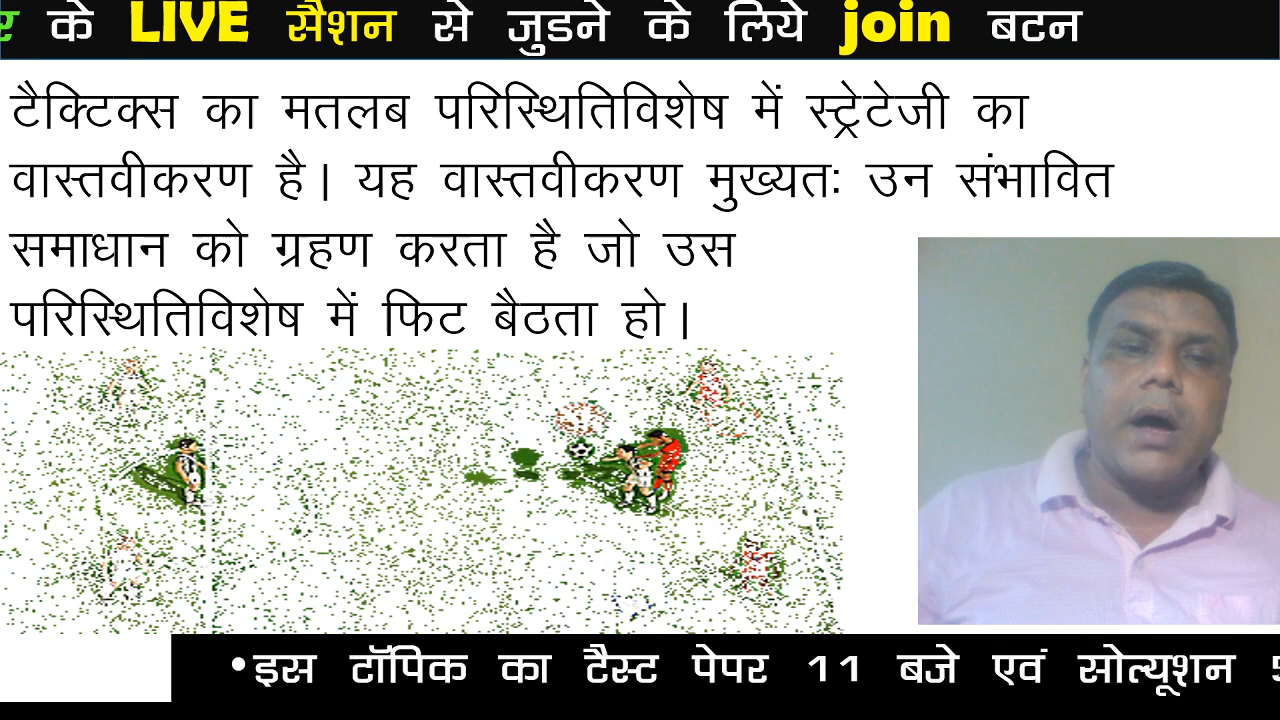 के LIVE सैशन से जुडने के लिये join बटन
टैक्टिक्स का मतलब परिस्थितिविशेष में स्ट्रेटेजी का
वास्तवीकरण है। यह वास्तवीकरण मुख्यतः उन संभावित
समाधान को ग्रहण करता है जो उस
परिस्थितिविशेष में फिट बैठता हो।
•इस टॉपिक का टैस्ट पेपर 11 बजे एवं सोल्यूशन